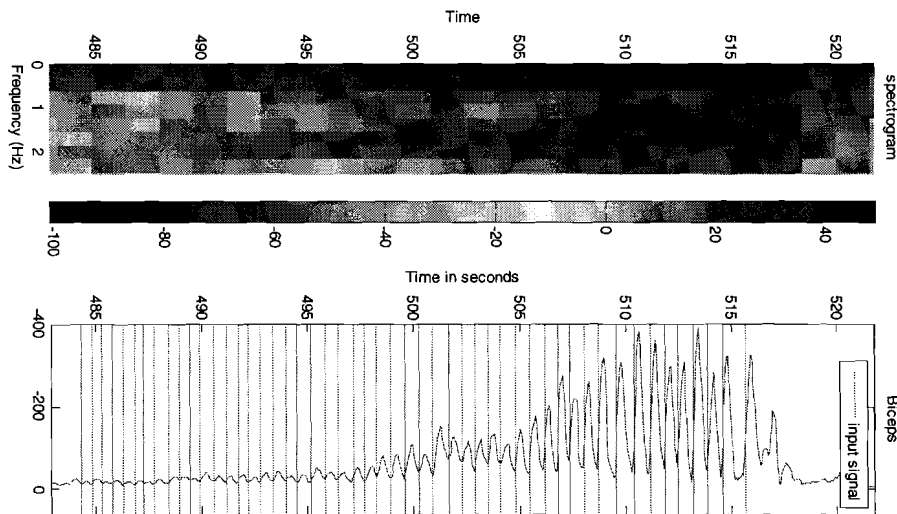 Time
485 490 495 500 505 510 515 520
spectrogram
0
1
2
Frequency (Hz)
-100 -80 -60 -40 -20 0 20 40
Time in seconds
485 490 495 500 505 510 515 520
Biceps
400
200
0
input signal